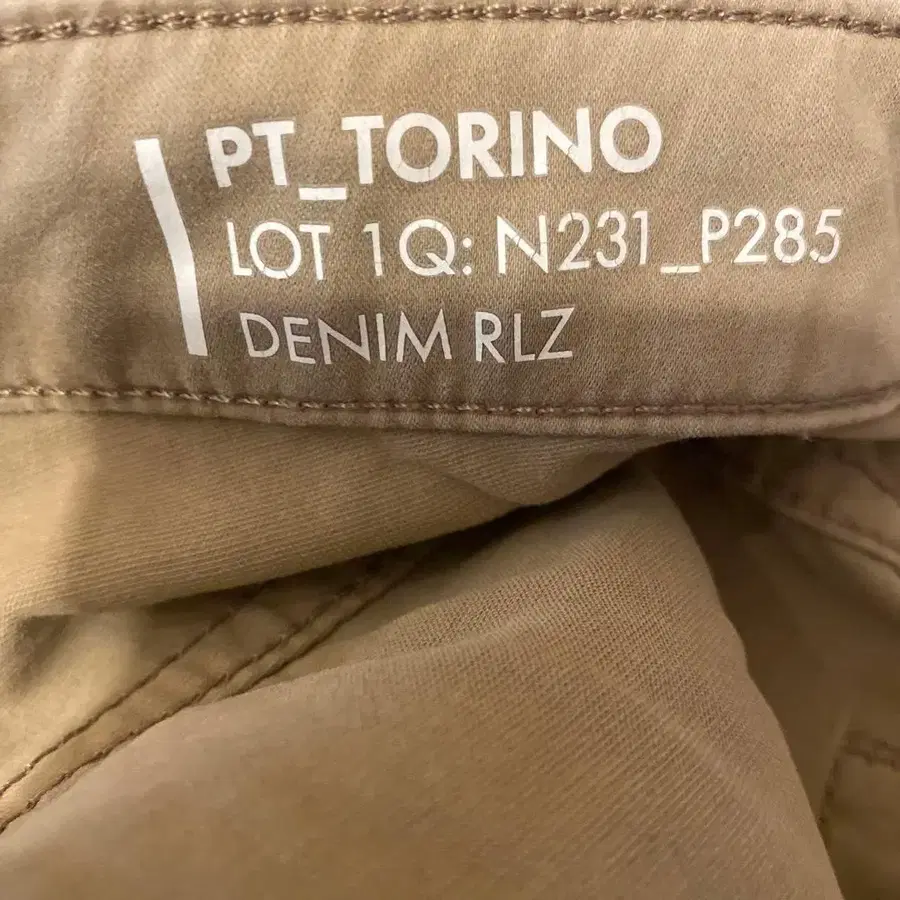 PT_TORINO
LOT 1Q: N231_P285
DENIM RLZ